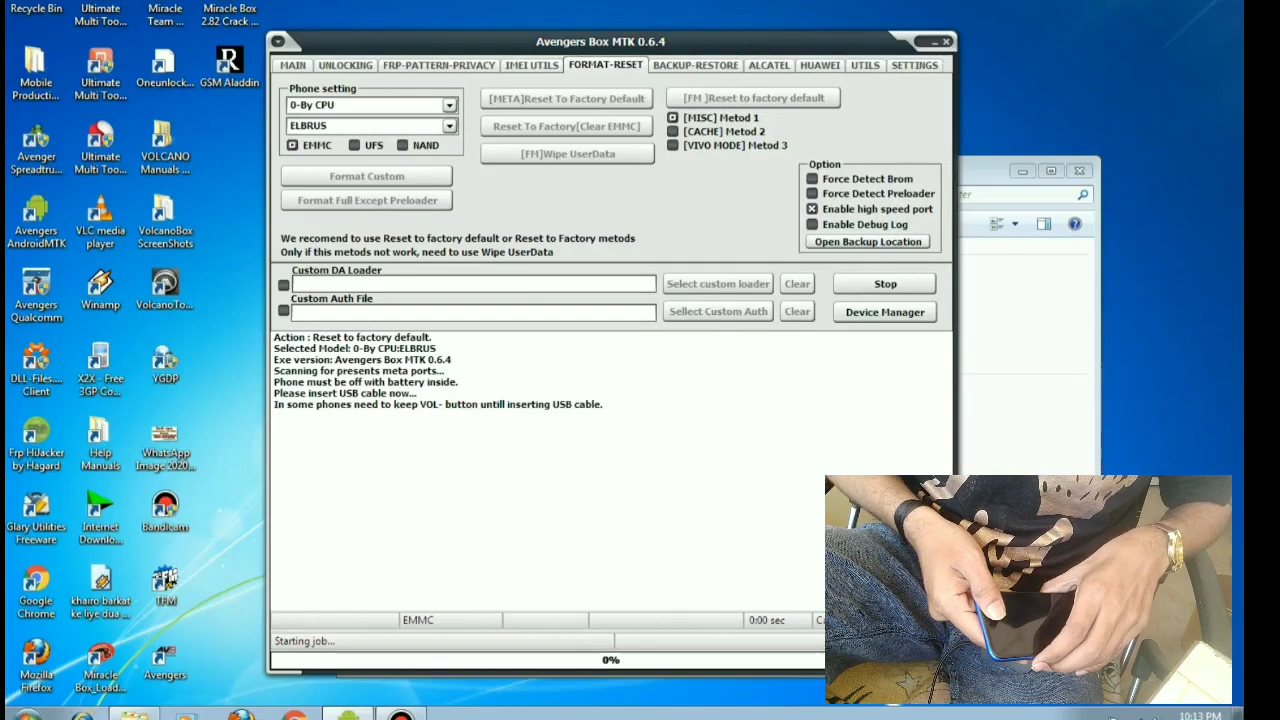 Recycle Bin
Ultimate
Multi Too...
Miracle
Team ...
Miracle Box
2.82 Crack ...
Mobile
Producti...
Ultimate
Multi Too...
Oneunlock...
R
GSM Aladdin
Avenger
Spreadtru...
Ultimate
Multi Too...
VOLCANO
Manuals ...
Avengers
AndroidMTK
VLC media
player
VolcanoBox
ScreenShots
Avengers
Qualcomm
Winamp
VolcanoTo...
DLL-Files....
Client
X2X - Free
3GP Co...
YGDP
Frp HiJacker
by Hagard
Help
Manuals
WhatsApp
Image 2020...
Glary Utilities
Freeware
Internet
Downlo...
Bandicam
Google
Chrome
khairo barkat
ke liye dua ...
TFM
Mozilla
Firefox
Miracle
Box_Load...
Avengers
Avengers Box MTK 0.6.4
MAIN UNLOCKING FRP-PATTERN-PRIVACY IMEI UTILS FORMAT-RESET BACKUP-RESTORE ALCATEL HUAWEI UTILS SETTINGS
Phone setting
0-By CPU
ELBRUS
EMMC UFS NAND
Format Custom
Format Full Except Preloader
[META]Reset To Factory Default
Reset To Factory[Clear EMMC]
[FM]Wipe UserData
[FM ]Reset to factory default
[MISC] Metod 1
[CACHE] Metod 2
[VIVO MODE] Metod 3
Option
Force Detect Brom
Force Detect Preloader
Enable high speed port
Enable Debug Log
Open Backup Location
We recomend to use Reset to factory default or Reset to Factory metods
Only if this metods not work, need to use Wipe UserData
Custom DA Loader
Select custom loader Clear Stop
Custom Auth File
Sellect Custom Auth Clear Device Manager
Action : Reset to factory default.
Selected Model: 0-By CPU:ELBRUS
Exe version: Avengers Box MTK 0.6.4
Scanning for presents meta ports...
Phone must be off with battery inside.
Please insert USB cable now...
In some phones need to keep VOL- button untill inserting USB cable.
EMMC 0:00 sec
Starting job...
0%
10:13 PM